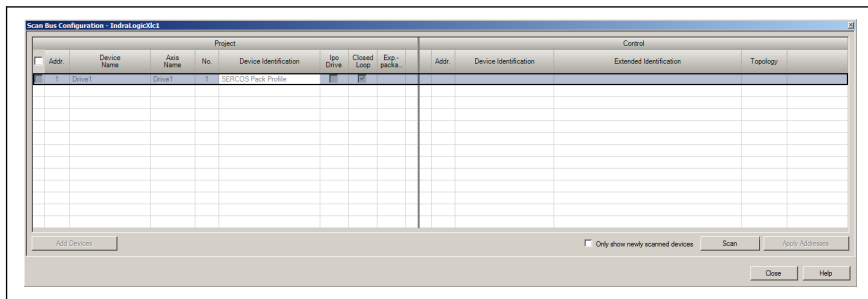 Scan Bus Configuration - IndraLogicXlc1
Project Control
Addr. Device Name Axis Name No. Device Identification Ipo Drive Closed Loop Exp.-packa... Addr. Device Identification Extended Identification Topology
1 Drive1 Drive1 1 SERCOS Pack Profile
Add Devices Only show newly scanned devices Scan Apply Addresses
Close Help